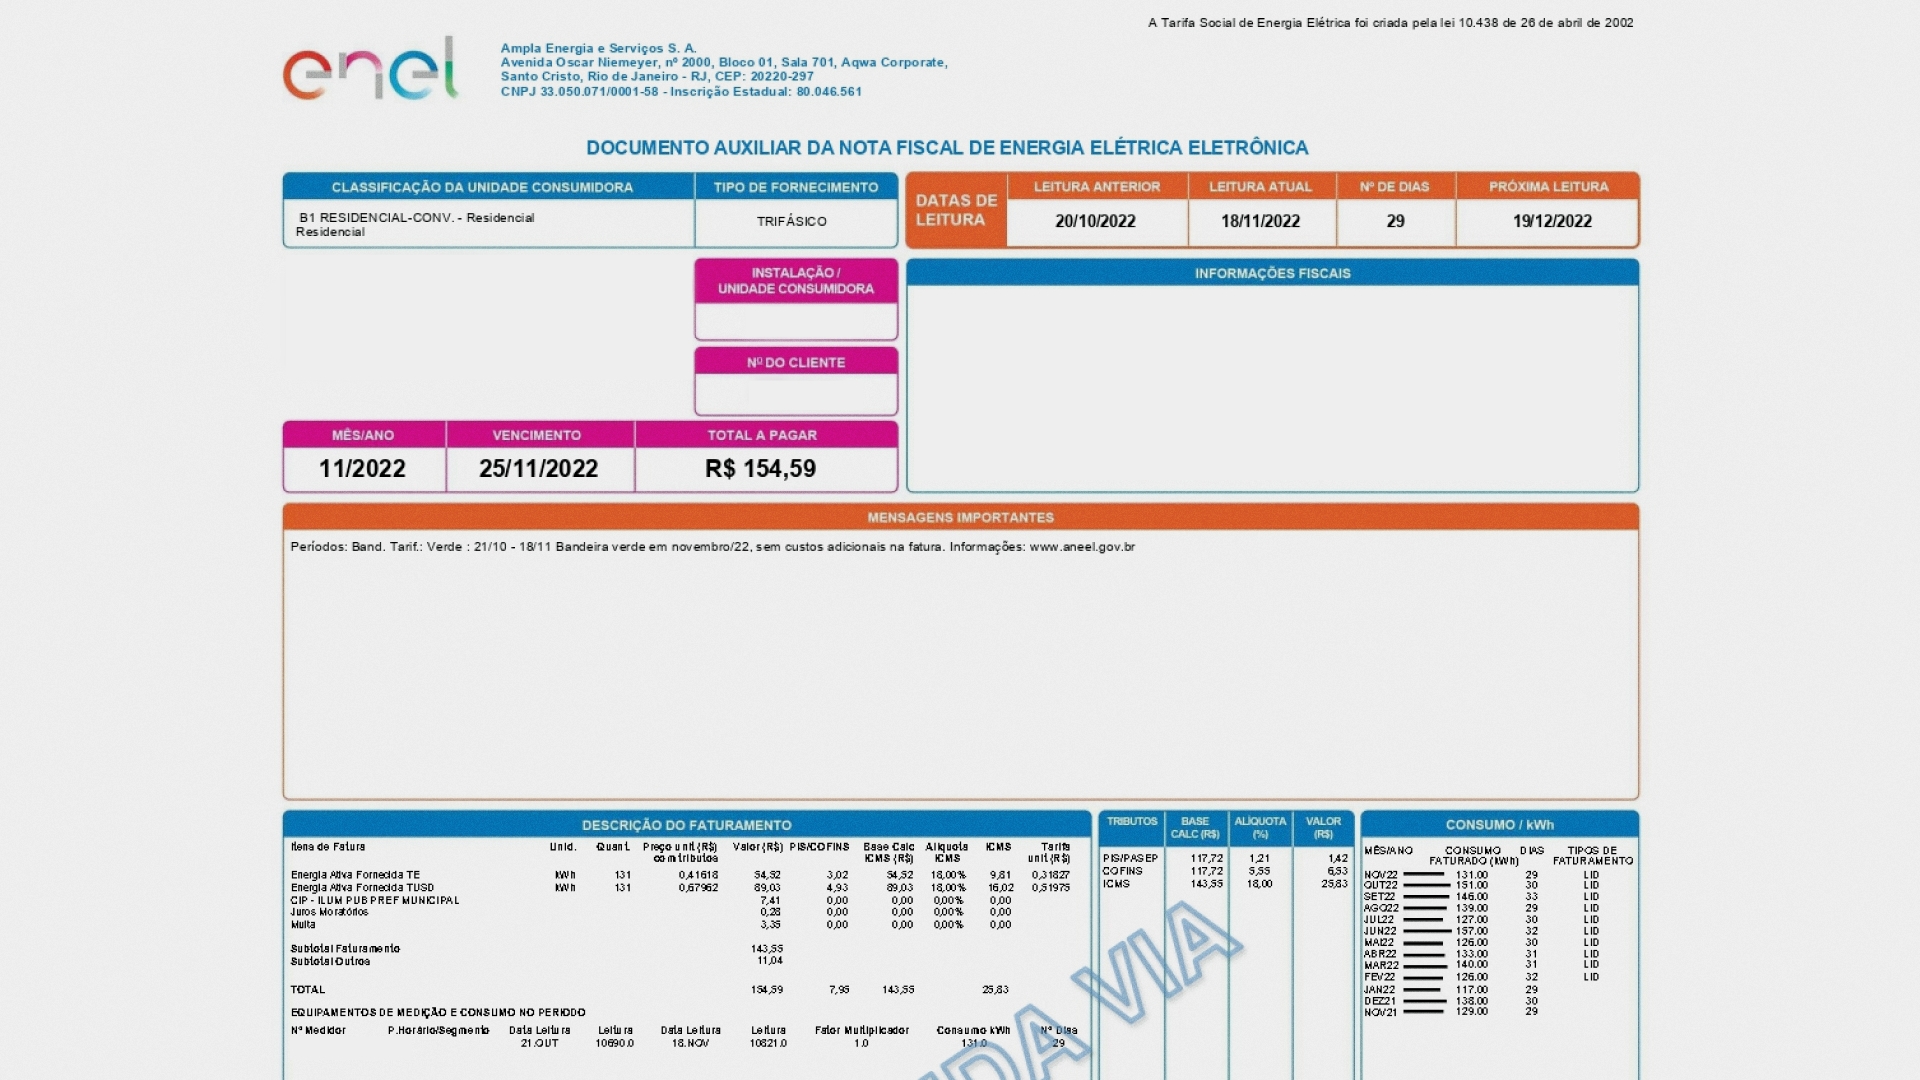 A Tarifa Social de Energia Elétrica foi criada pela lei 10.438 de 26 de abril de 2002
enel
Ampla Energia e Serviços S. A.
Avenida Oscar Niemeyer, nº 2000, Bloco 01, Sala 701, Aqwa Corporate,
Santo Cristo, Rio de Janeiro - RJ, CEP: 20220-297
CNPJ 33.050.071/0001-58 - Inscrição Estadual: 80.046.561
DOCUMENTO AUXILIAR DA NOTA FISCAL DE ENERGIA ELÉTRICA ELETRÔNICA
CLASSIFICAÇÃO DA UNIDADE CONSUMIDORA TIPO DE FORNECIMENTO
B1 RESIDENCIAL-CONV. - Residencial
Residencial
TRIFÁSICO
DATAS DE
LEITURA
LEITURA ANTERIOR LEITURA ATUAL Nº DE DIAS PRÓXIMA LEITURA
20/10/2022 18/11/2022 29 19/12/2022
INSTALAÇÃO /
UNIDADE CONSUMIDORA
Nº DO CLIENTE
INFORMAÇÕES FISCAIS
MÊS/ANO VENCIMENTO TOTAL A PAGAR
11/2022 25/11/2022 R$ 154,59
MENSAGENS IMPORTANTES
Períodos: Band. Tarif.: Verde : 21/10 - 18/11 Bandeira verde em novembro/22, sem custos adicionais na fatura. Informações: www.aneel.gov.br
DESCRIÇÃO DO FATURAMENTO
Itens de Fatura Unid. Quant. Preço unit (R$) Valor (R$) PIS/COFINS Base Calc Alíquota ICMS Tarifa
com tributos ICMS (R$) ICMS unit (R$)
Energia Ativa Fornecida TE kWh 131 0,41618 54,52 3,02 54,52 18,00% 9,81 0,31827
Energia Ativa Fornecida TUSD kWh 131 0,67962 89,03 4,93 89,03 18,00% 16,02 0,51975
CIP - ILUM PUB PREF MUNICIPAL 7,41 0,00 0,00 0,00% 0,00
Juros Moratórios 0,28 0,00 0,00 0,00% 0,00
Multa 3,35 0,00 0,00 0,00% 0,00
Subtotal Faturamento 143,55
Subtotal Outros 11,04
TOTAL 154,59 7,95 143,55 25,83
EQUIPAMENTOS DE MEDIÇÃO E CONSUMO NO PERÍODO
Nº Medidor P.Horário/Segmento Data Leitura Leitura Data Leitura Leitura Fator Multiplicador Consumo kWh Nº Dias
21.OUT 10690.0 18.NOV 10821.0 1.0 131.0 29
TRIBUTOS BASE ALÍQUOTA VALOR
CALC (R$) (%) (R$)
PIS/PASEP 117,72 1,21 1,42
COFINS 117,72 5,55 6,53
ICMS 143,55 18,00 25,83
CONSUMO / kWh
MÊS/ANO CONSUMO DIAS TIPOS DE
FATURADO (kWh) FATURAMENTO
NOV22 131.00 29 LID
OUT22 151.00 30 LID
SET22 146.00 33 LID
AGO22 139.00 29 LID
JUL22 127.00 30 LID
JUN22 157.00 32 LID
MAI22 126.00 30 LID
ABR22 133.00 31 LID
MAR22 140.00 31 LID
FEV22 126.00 32 LID
JAN22 117.00 29
DEZ21 138.00 30
NOV21 129.00 29
VIA